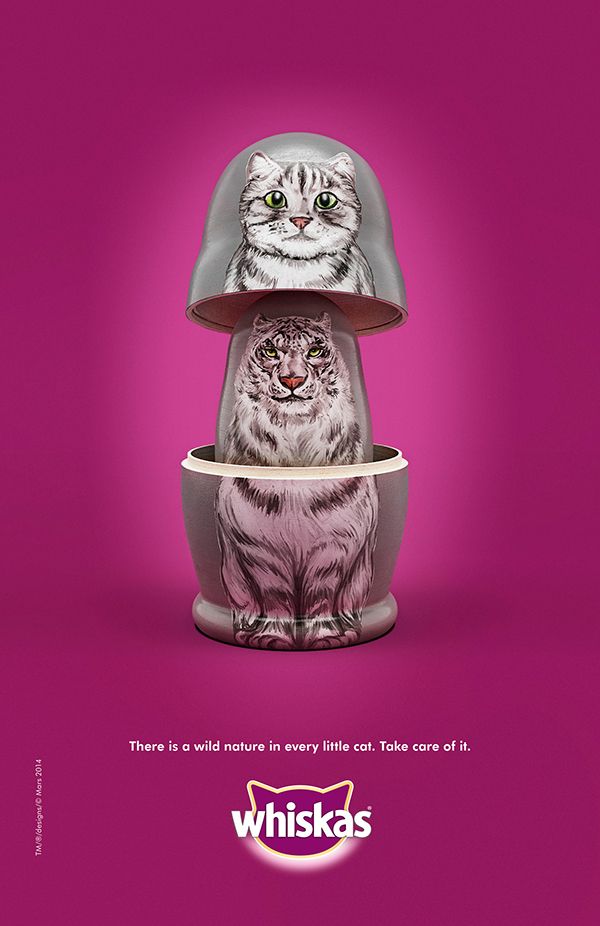 There is a wild nature in every little cat. Take care of it.
whiskas®
TM/®/designs/© Mars 2014